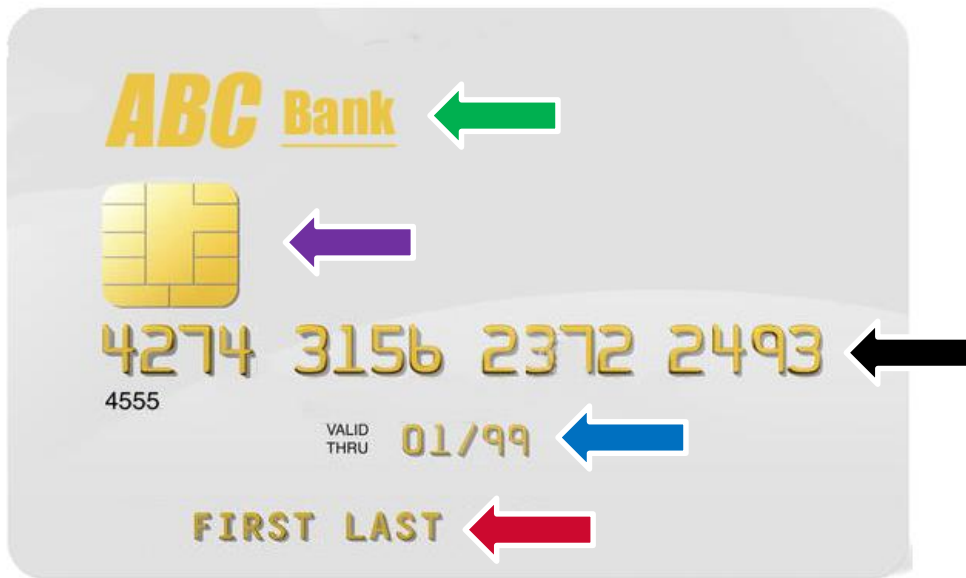 ABC Bank
4274 3156 2372 2493
4555
VALID
THRU
01/99
FIRST LAST